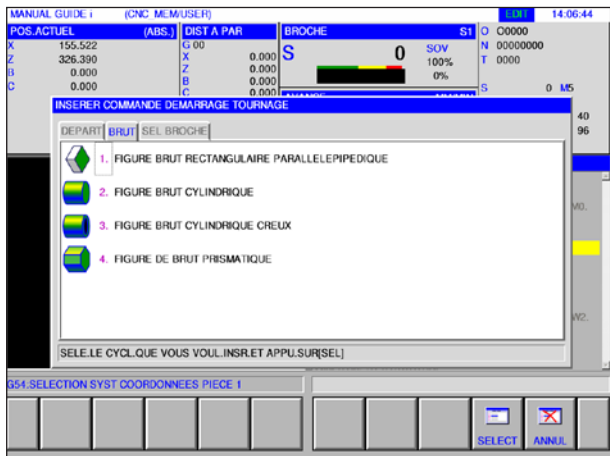 MANUAL GUIDE i (CNC MEM/USER) EDIT 14:06:44
POS.ACTUEL (ABS.) DIST A PAR BROCHE S1 O O0000
X 155.522 G 00 S 0 SOV N 00000000
Z 326.390 X 0.000 100% T 0000
B 0.000 Z 0.000 0%
C 0.000 B 0.000 S 0 M5
C 0.000
INSERER COMMANDE DEMARRAGE TOURNAGE
DEPART BRUT SEL BROCHE
40
96
1. FIGURE BRUT RECTANGULAIRE PARALLELEPIPEDIQUE
2. FIGURE BRUT CYLINDRIQUE
M0.
3. FIGURE BRUT CYLINDRIQUE CREUX
4. FIGURE DE BRUT PRISMATIQUE
W2.
SELE.LE CYCL.QUE VOUS VOUL.INSR.ET APPU.SUR[SEL]
G54.SELECTION SYST COORDONNEES PIECE 1
SELECT ANNUL